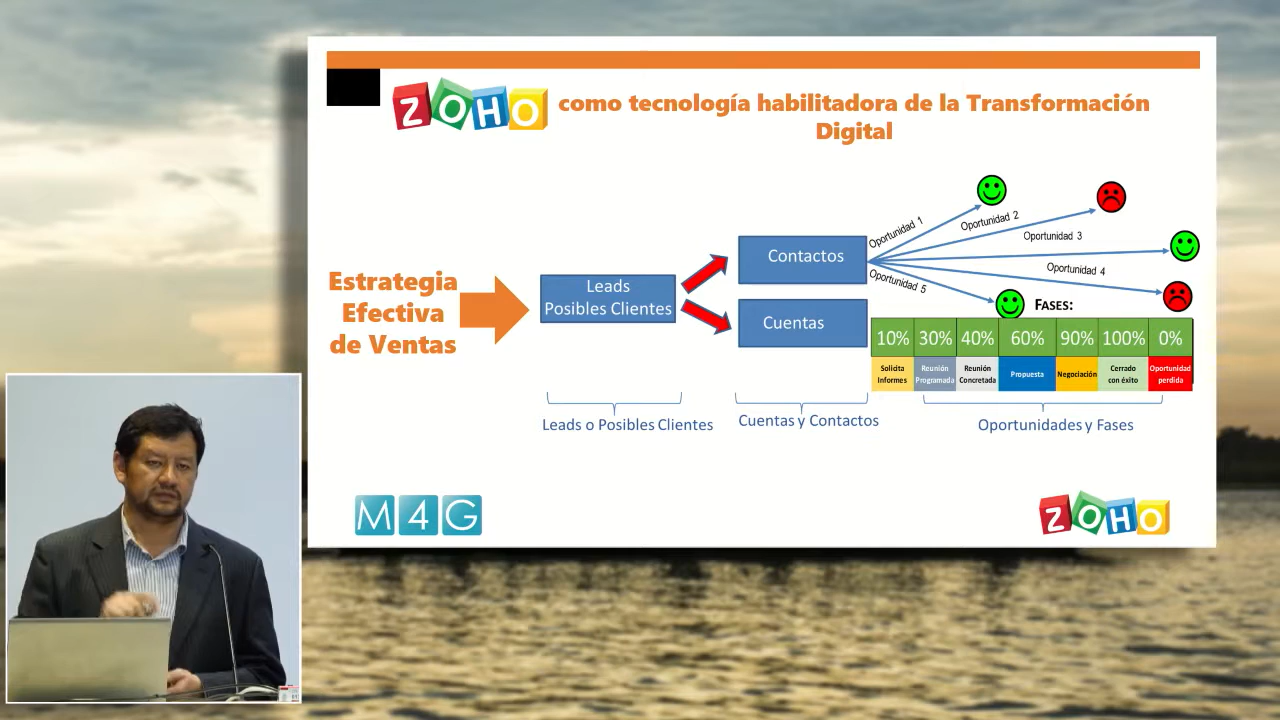 ZOHO como tecnología habilitadora de la Transformación
Digital
Estrategia
Efectiva
de Ventas
Leads
Posibles Clientes
Contactos
Cuentas
Oportunidad 1
Oportunidad 2
Oportunidad 3
Oportunidad 4
Oportunidad 5
FASES:
10% 30% 40% 60% 90% 100% 0%
Solicita
Informes
Reunión
Programada
Reunión
Concretada
Propuesta
Negociación
Cerrado
con éxito
Oportunidad
perdida
Leads o Posibles Clientes
Cuentas y Contactos
Oportunidades y Fases
M4G
ZOHO